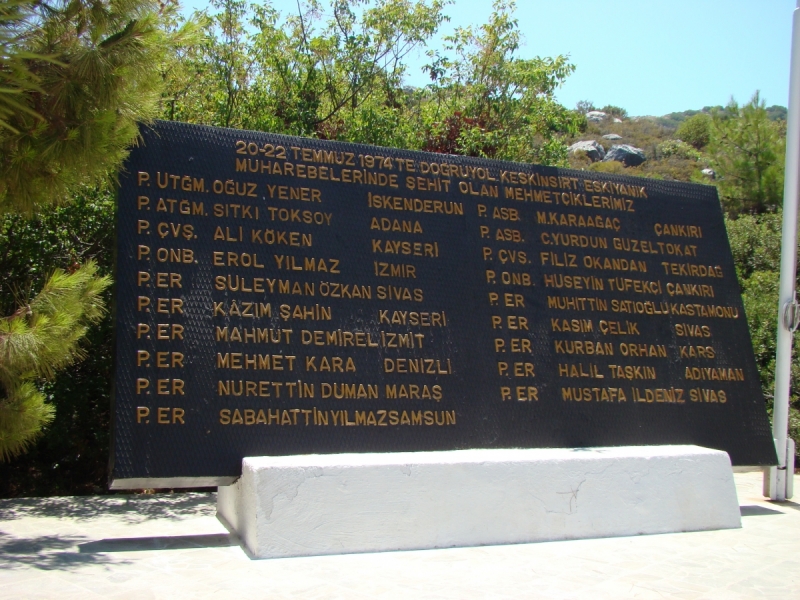 20-22 TEMMUZ 1974'TE DOĞRUYOL, KESKİNSIRT, ESKİYANIK
MUHAREBELERİNDE ŞEHİT OLAN MEHMETÇİKLERİMİZ
P. ÜTĞM. OĞUZ YENER İSKENDERUN
P. ATGM. SITKI TOKSOY ADANA
P. ÇVŞ. ALİ KÖKEN KAYSERİ
P. ONB. EROL YILMAZ İZMİR
P. ER SÜLEYMAN ÖZKAN SİVAS
P. ER KAZIM ŞAHİN KAYSERİ
P. ER MAHMUT DEMİREL İZMİT
P. ER MEHMET KARA DENİZLİ
P. ER NURETTİN DUMAN MARAŞ
P. ER SABAHATTİN YILMAZ SAMSUN
P. ASB. M.KARAAĞAÇ ÇANKIRI
P. ASB. C.YURDUN GÜZEL TOKAT
P. ÇVŞ. FİLİZ OKANDAN TEKİRDAĞ
P. ONB. HÜSEYİN TÜFEKÇİ ÇANKIRI
P. ER MUHİTTİN SATIOĞLU KASTAMONU
P. ER KASIM ÇELİK SİVAS
P. ER KURBAN ORHAN KARS
P. ER HALİL TAŞKIN ADIYAMAN
P. ER MUSTAFA İLDENİZ SİVAS